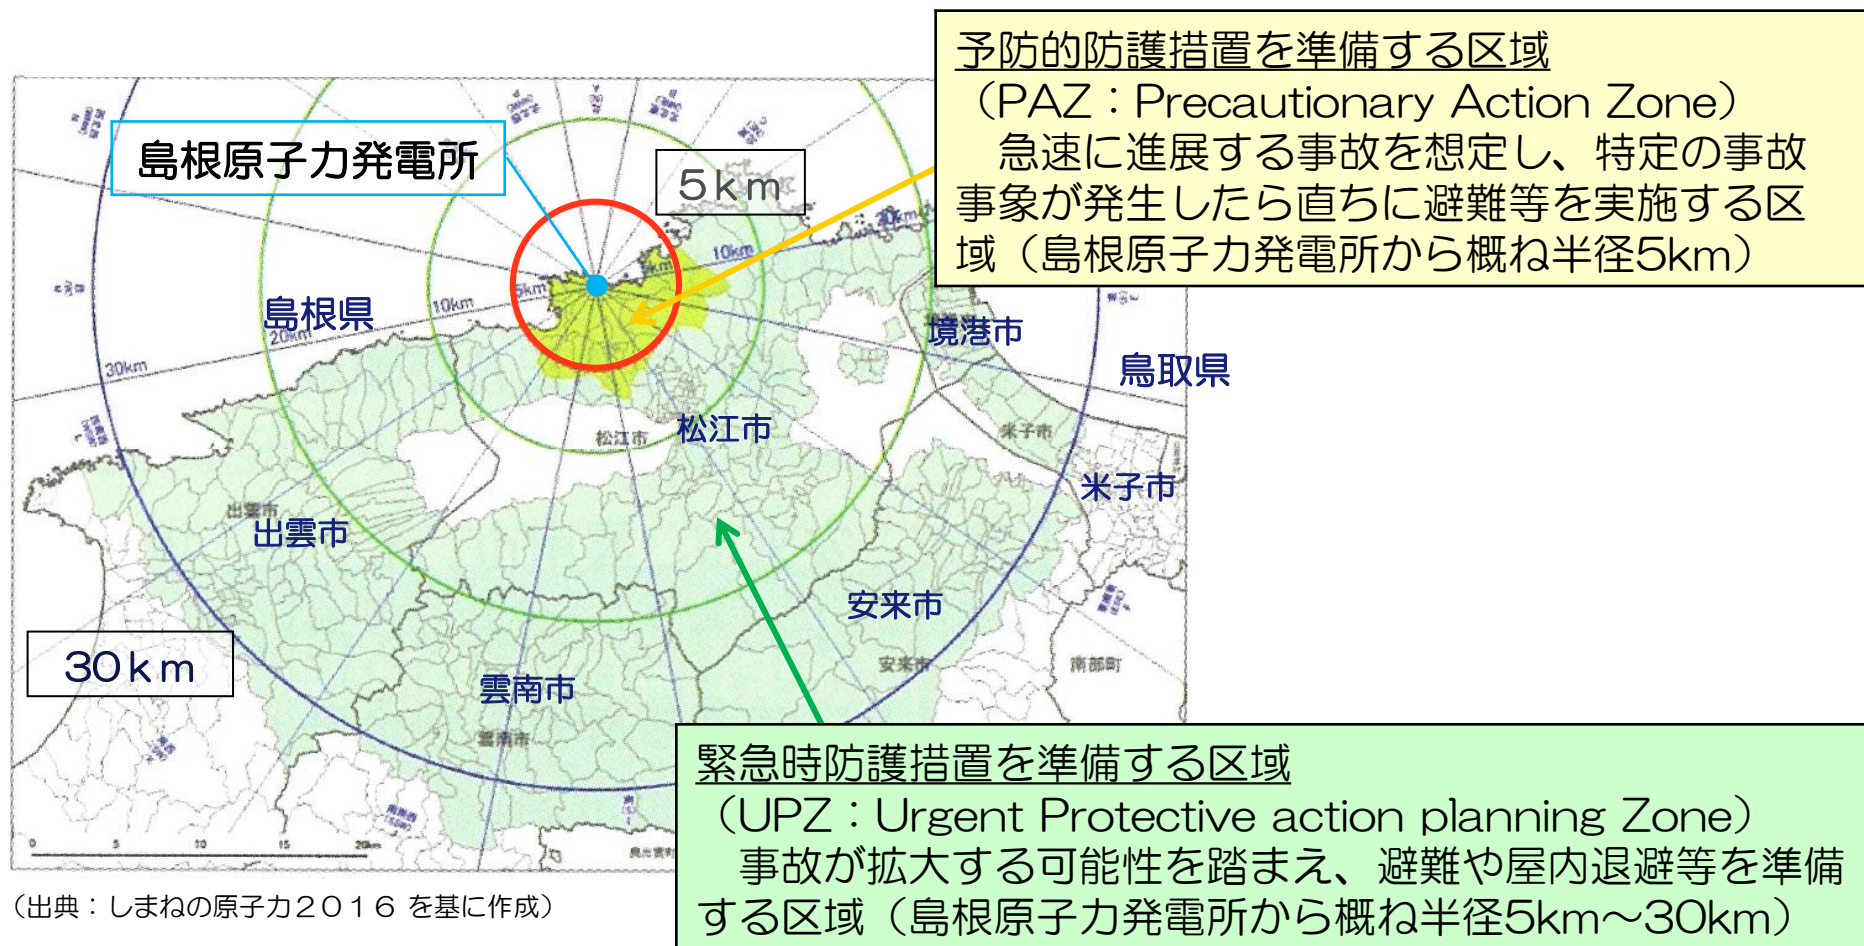 予防的防護措置を準備する区域
（PAZ：Precautionary Action Zone）
急速に進展する事故を想定し、特定の事故
事象が発生したら直ちに避難等を実施する区
域（島根原子力発電所から概ね半径5km）
島根原子力発電所
5km
30km
10km
5km
10km
20km
30km
島根県
境港市
鳥取県
松江市
松江市
米子市
米子市
出雲市
出雲市
安来市
安来市
南部町
30km
雲南市
雲南市
0 5 10 15 20km
緊急時防護措置を準備する区域
（UPZ：Urgent Protective action planning Zone）
事故が拡大する可能性を踏まえ、避難や屋内退避等を準備
する区域（島根原子力発電所から概ね半径5km～30km）
（出典：しまねの原子力2016 を基に作成）